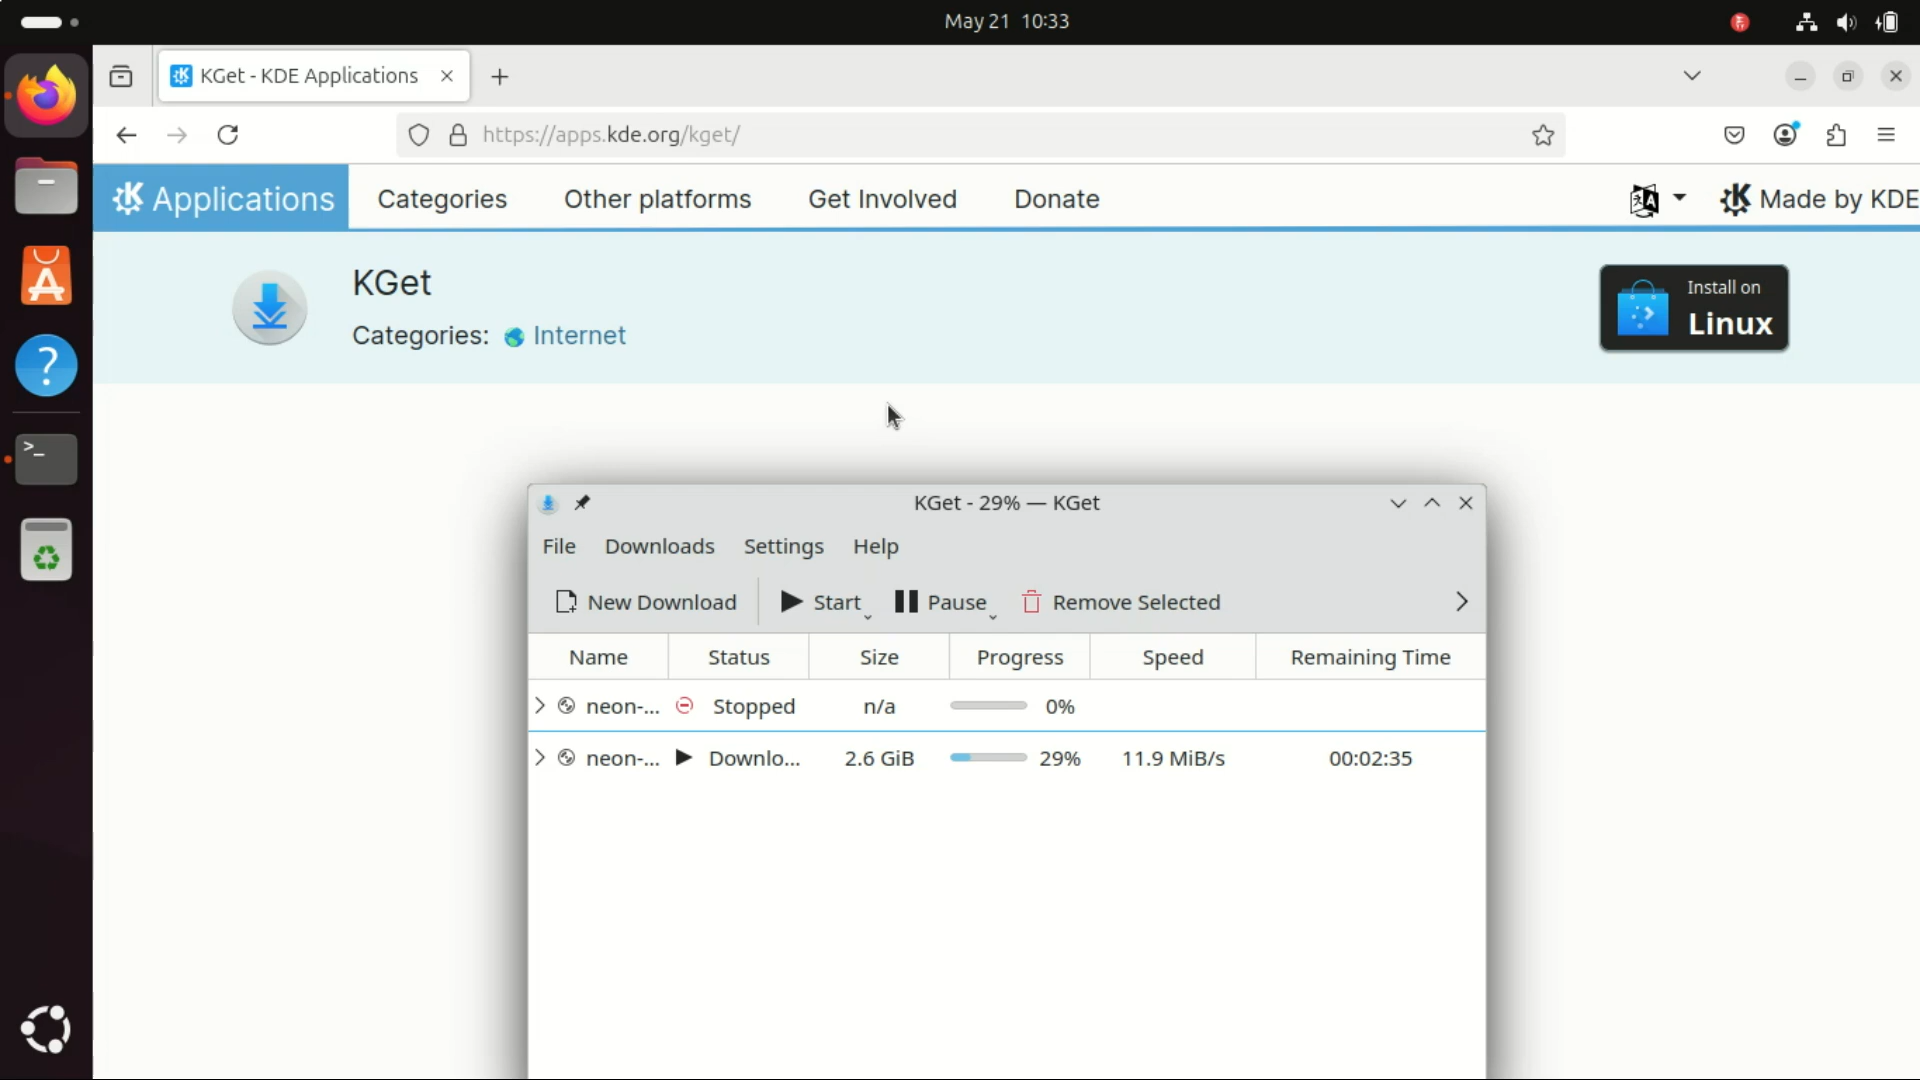 May 21 10:33
KGet - KDE Applications
https://apps.kde.org/kget/
Applications Categories Other platforms Get Involved Donate Made by KDE
KGet
Categories: Internet
Install on
Linux
KGet - 29% — KGet
File Downloads Settings Help
New Download Start Pause Remove Selected
Name Status Size Progress Speed Remaining Time
neon-... Stopped n/a 0%
neon-... Downlo... 2.6 GiB 29% 11.9 MiB/s 00:02:35